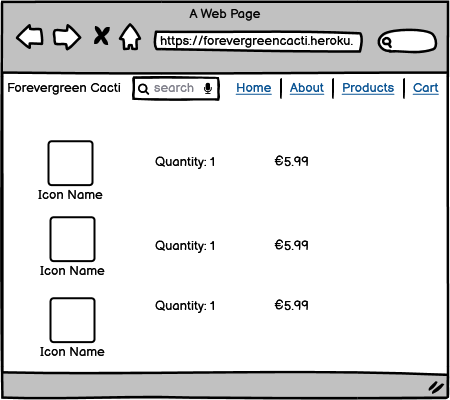 A Web Page
https://forevergreencacti.heroku.
Forevergreen Cacti
search
Home
About
Products
Cart
Quantity: 1
€5.99
Icon Name
Quantity: 1
€5.99
Icon Name
Quantity: 1
€5.99
Icon Name